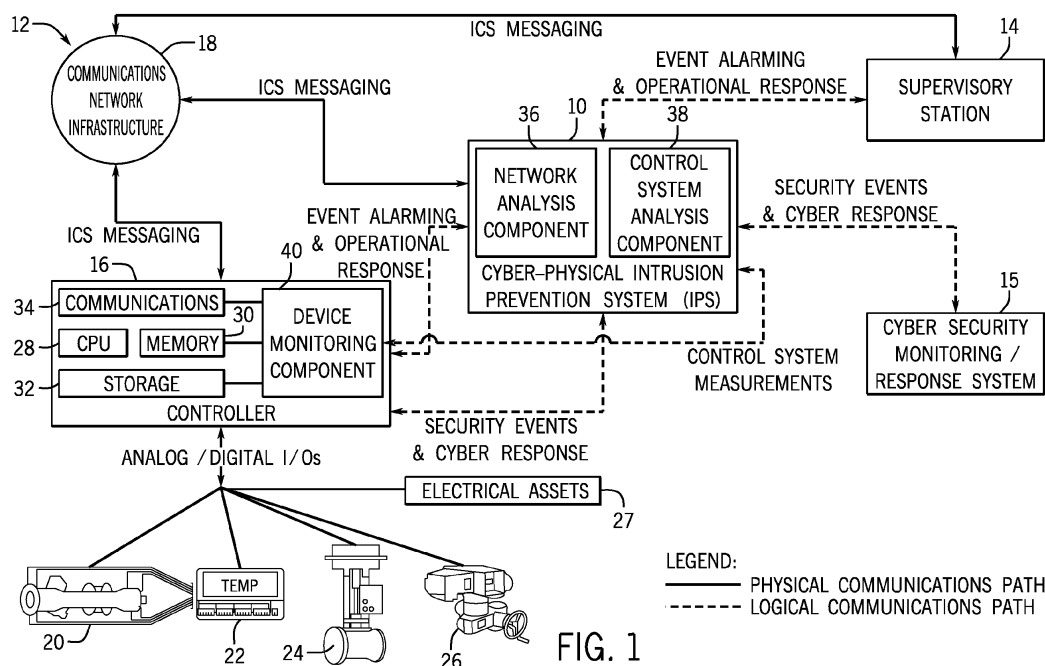 12
18
COMMUNICATIONS
NETWORK
INFRASTRUCTURE
ICS MESSAGING
14
SUPERVISORY
STATION
EVENT ALARMING
& OPERATIONAL
RESPONSE
ICS MESSAGING
36
10
38
NETWORK
ANALYSIS
COMPONENT
CONTROL
SYSTEM
ANALYSIS
COMPONENT
CYBER-PHYSICAL INTRUSION
PREVENTION SYSTEM (IPS)
SECURITY EVENTS
& CYBER RESPONSE
15
CYBER SECURITY
MONITORING /
RESPONSE SYSTEM
ICS MESSAGING
EVENT ALARMING
& OPERATIONAL
RESPONSE
16
40
34
COMMUNICATIONS
28
CPU
MEMORY
30
32
STORAGE
DEVICE
MONITORING
COMPONENT
CONTROLLER
CONTROL SYSTEM
MEASUREMENTS
SECURITY EVENTS
& CYBER RESPONSE
ANALOG / DIGITAL I/Os
ELECTRICAL ASSETS
27
20
TEMP
22
24
26
LEGEND:
PHYSICAL COMMUNICATIONS PATH
LOGICAL COMMUNICATIONS PATH
FIG. 1